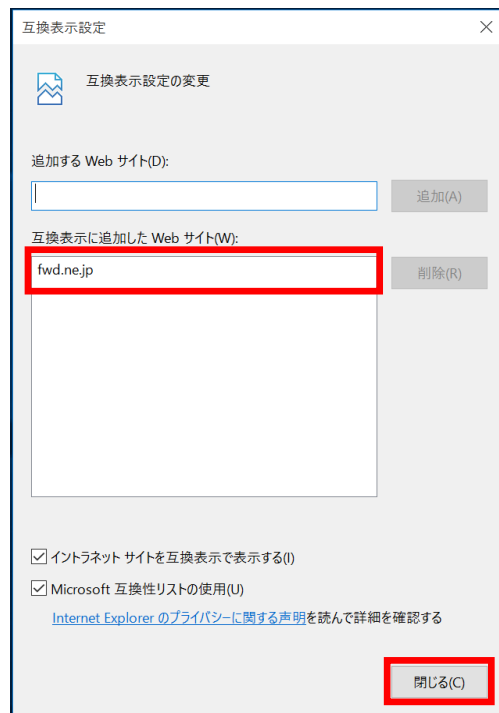 互換表示設定
互換表示設定の変更
追加する Web サイト(D):
追加(A)
互換表示に追加した Web サイト(W):
fwd.ne.jp
削除(R)
イントラネット サイトを互換表示で表示する(I)
Microsoft 互換性リストの使用(U)
Internet Explorer のプライバシーに関する声明を読んで詳細を確認する
閉じる(C)